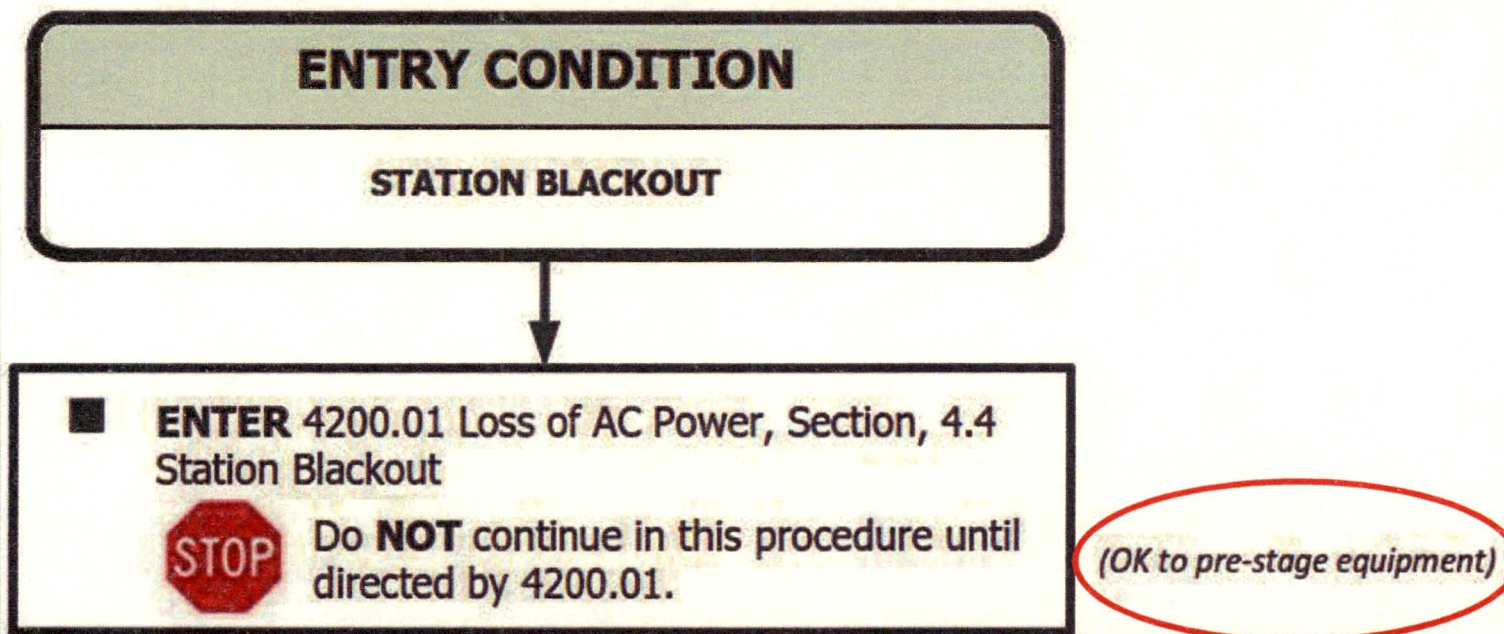 ENTRY CONDITION
STATION BLACKOUT
■ ENTER 4200.01 Loss of AC Power, Section, 4.4
Station Blackout
STOP
Do NOT continue in this procedure until
directed by 4200.01.
(OK to pre-stage equipment)